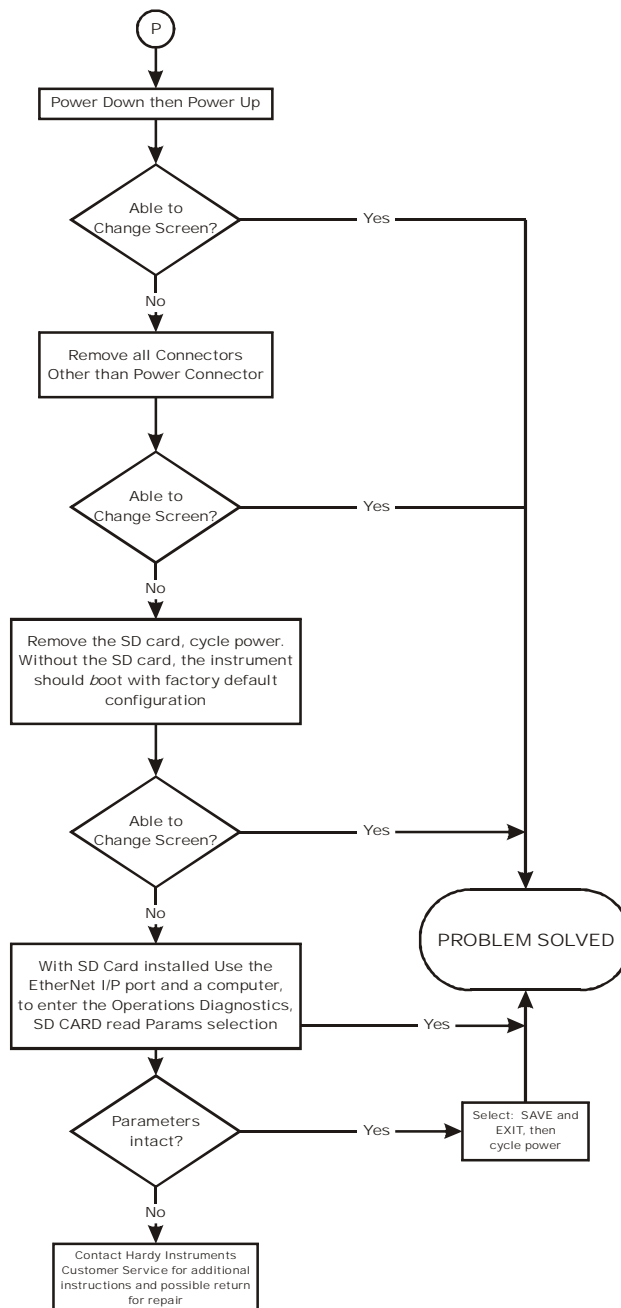 P
Power Down then Power Up
Able to
Change Screen?
Yes
No
Remove all Connectors
Other than Power Connector
Able to
Change Screen?
Yes
No
Remove the SD card, cycle power.
Without the SD card, the instrument
should boot with factory default
configuration
Able to
Change Screen?
Yes
No
PROBLEM SOLVED
With SD Card installed Use the
EtherNet I/P port and a computer,
to enter the Operations Diagnostics,
SD CARD read Params selection
Yes
Parameters
intact?
Yes
Select: SAVE and
EXIT, then
cycle power
No
Contact Hardy Instruments
Customer Service for additional
instructions and possible return
for repair